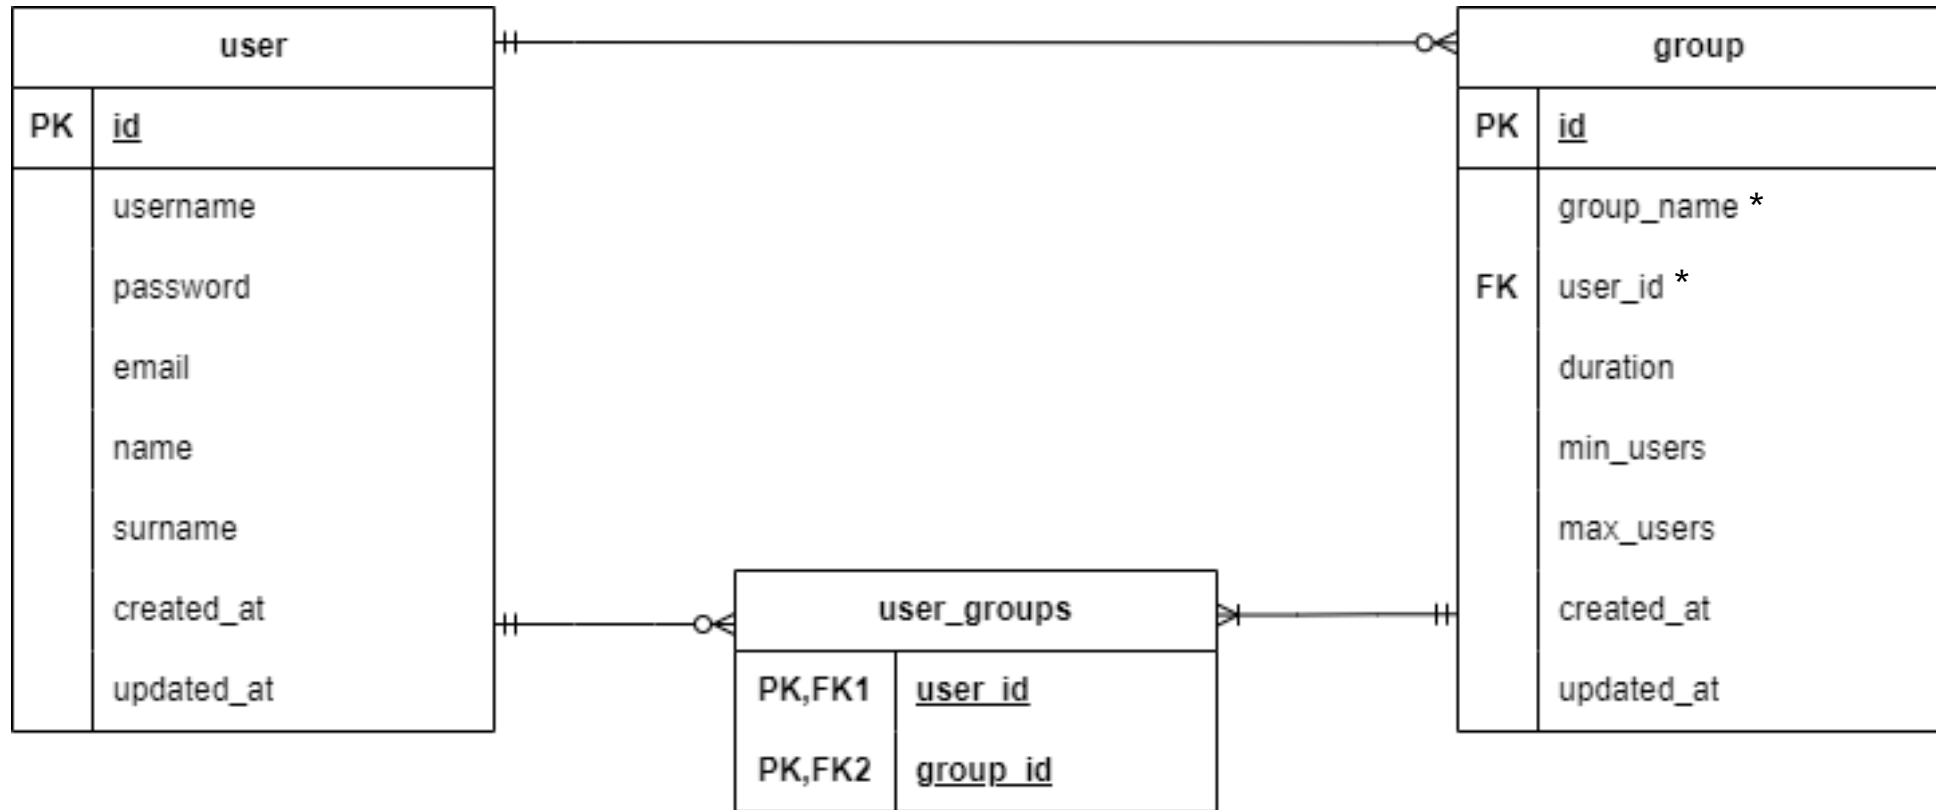 user
PK id
username
password
email
name
surname
created_at
updated_at
user_groups
PK,FK1 user_id
PK,FK2 group_id
group
PK id
group_name *
FK user_id *
duration
min_users
max_users
created_at
updated_at